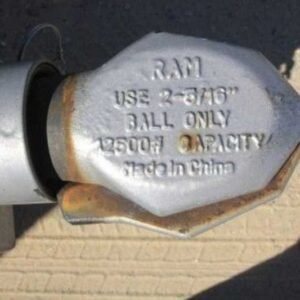 RAM
USE 2-5/16"
BALL ONLY
12500# CAPACITY
Made In China